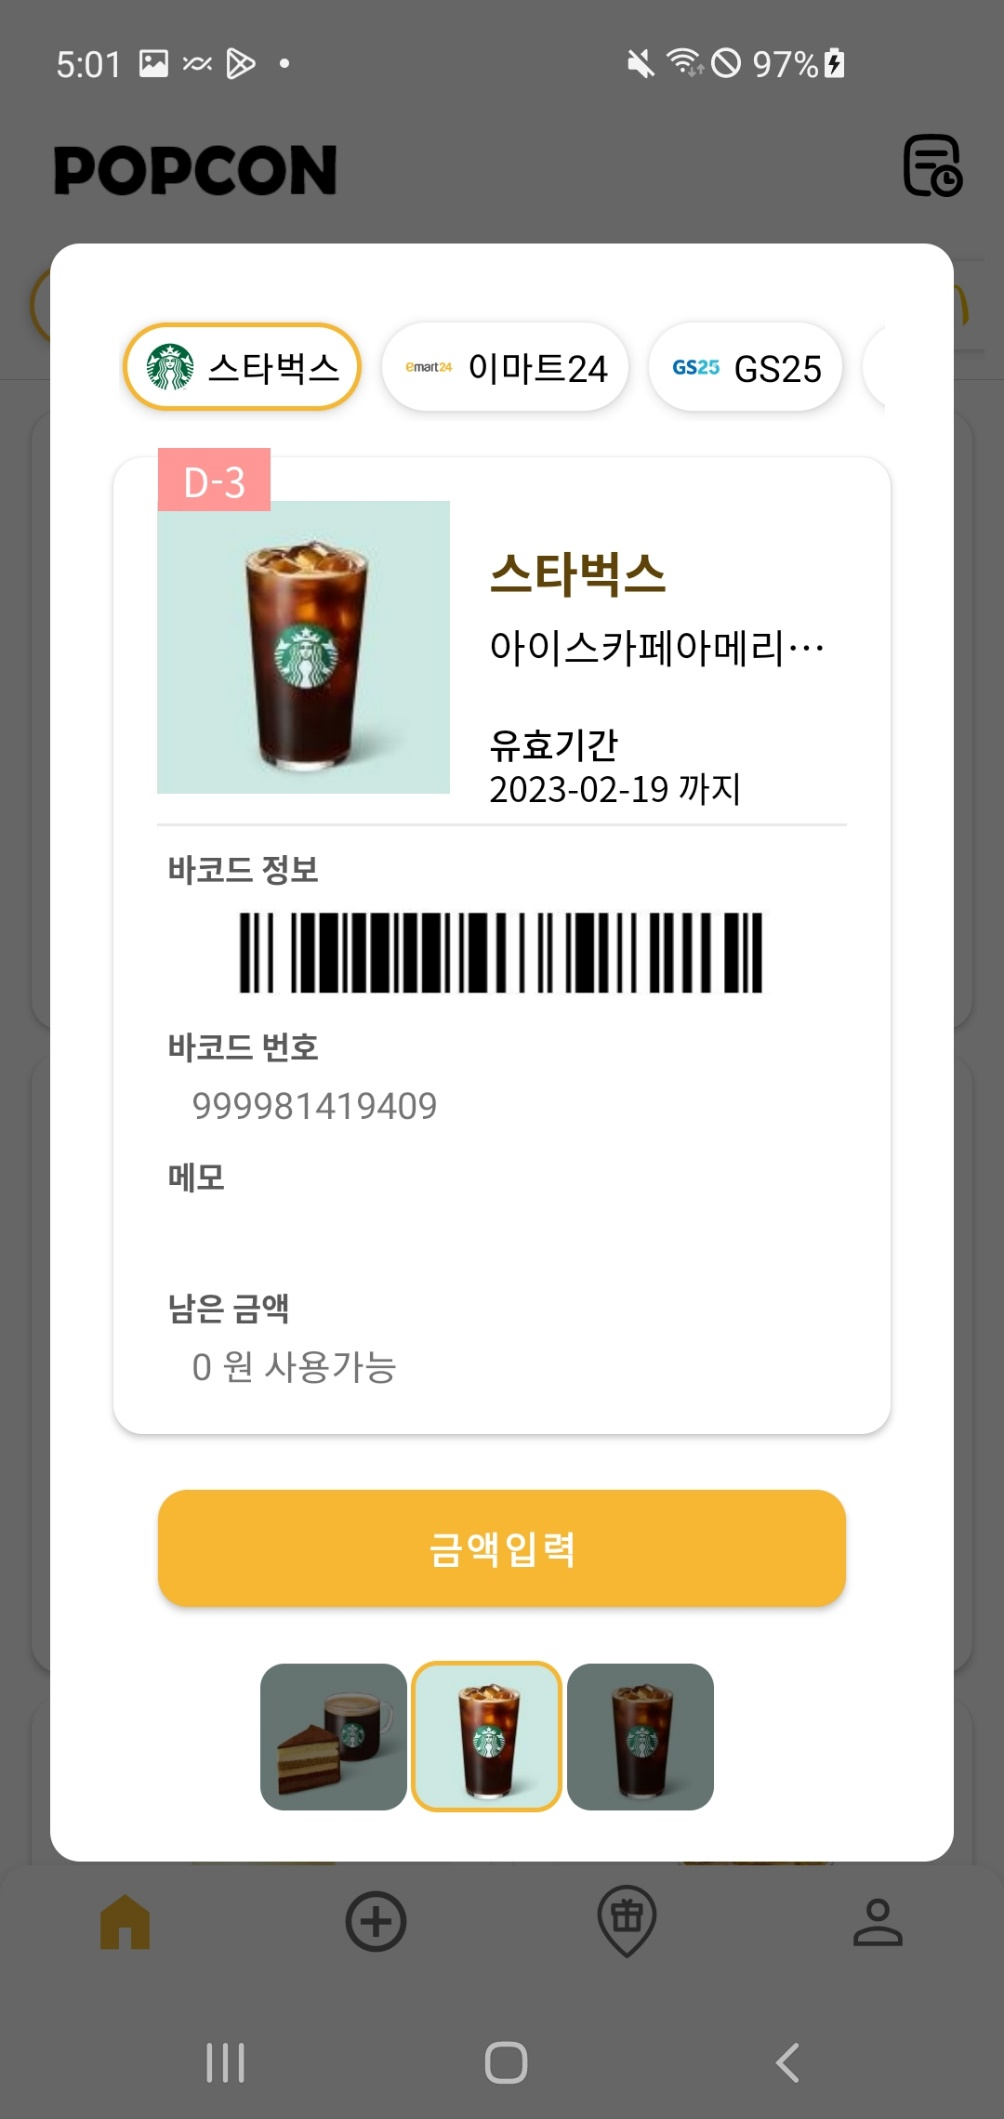 5:01
97%
POPCON
스타벅스
emart24 이마트24
GS25 GS25
D-3
스타벅스
아이스카페아메리···
유효기간
2023-02-19 까지
바코드 정보
바코드 번호
999981419409
메모
남은 금액
0 원 사용가능
금액입력